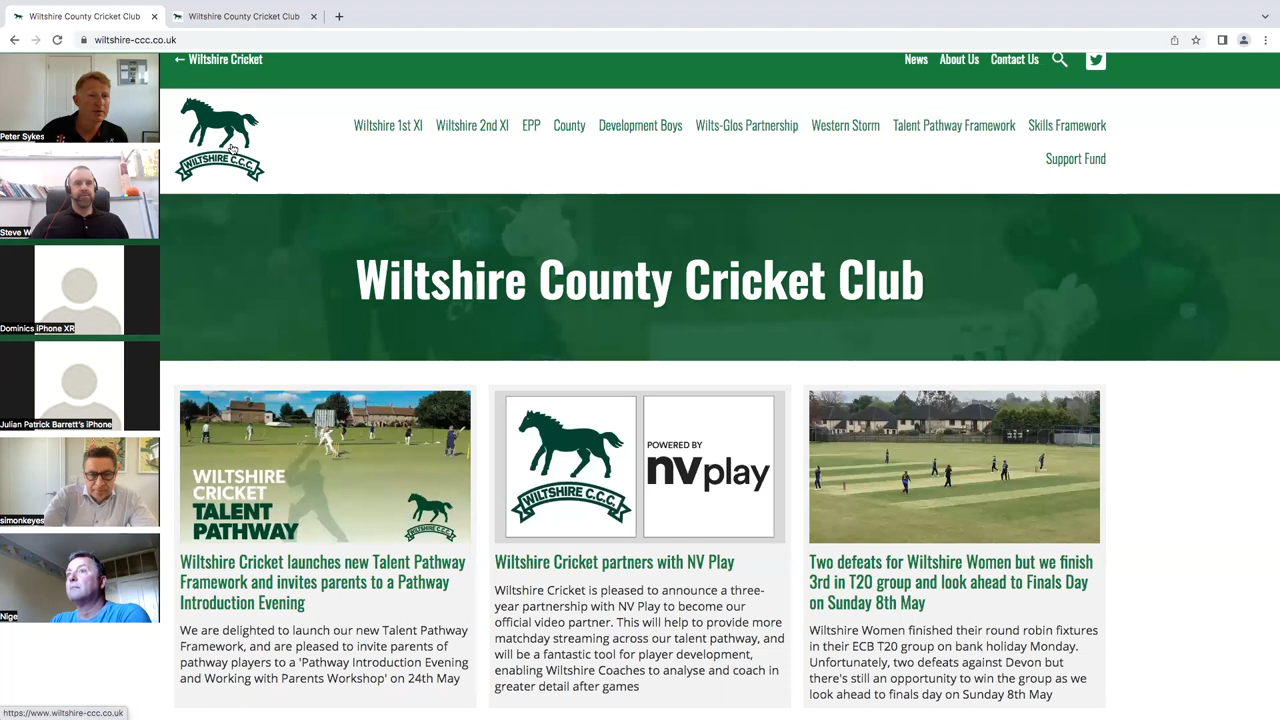 Wiltshire County Cricket Club
Wiltshire County Cricket Club
wiltshire-ccc.co.uk
← Wiltshire Cricket
News About Us Contact Us
WILTSHIRE C.C.C.
Wiltshire 1st XI Wiltshire 2nd XI EPP County Development Boys Wilts-Glos Partnership Western Storm Talent Pathway Framework Skills Framework
Support Fund
Peter Sykes
Steve W
Dominics iPhone XR
Julian Patrick Barrett's iPhone
simonkeyes
Nige
Wiltshire County Cricket Club
WILTSHIRE
CRICKET
TALENT
PATHWAY
WILTSHIRE C.C.C.
Wiltshire Cricket launches new Talent Pathway
Framework and invites parents to a Pathway
Introduction Evening
We are delighted to launch our new Talent Pathway
Framework, and are pleased to invite parents of
pathway players to a 'Pathway Introduction Evening
and Working with Parents Workshop' on 24th May
WILTSHIRE C.C.C.
POWERED BY
nvplay
Wiltshire Cricket partners with NV Play
Wiltshire Cricket is pleased to announce a three-
year partnership with NV Play to become our
official video partner. This will help to provide more
matchday streaming across our talent pathway, and
will be a fantastic tool for player development,
enabling Wiltshire Coaches to analyse and coach in
greater detail after games
Two defeats for Wiltshire Women but we finish
3rd in T20 group and look ahead to Finals Day
on Sunday 8th May
Wiltshire Women finished their round robin fixtures
in their ECB T20 group on bank holiday Monday.
Unfortunately, two defeats against Devon but
there's still an opportunity to win the group as we
look ahead to finals day on Sunday 8th May
https://www.wiltshire-ccc.co.uk